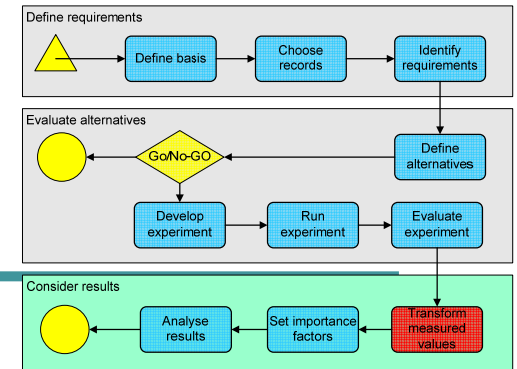 Define requirements
Define basis
Choose
records
Identify
requirements
Evaluate alternatives
Go/No-GO
Define
alternatives
Develop
experiment
Run
experiment
Evaluate
experiment
Consider results
Analyse
results
Set importance
factors
Transform
measured
values